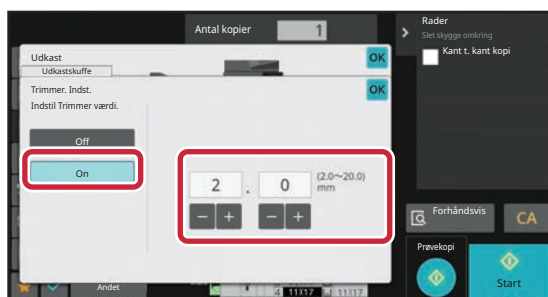 Antal kopier 1
Rader
Slet skygge omkring
Kant t. kant kopi
Udkast OK
Udkastskuffe
Trimmer. Indst. OK
Indstil Trimmer værdi.
Off
On
2 . 0 (2.0～20.0)
mm
− + − +
Forhåndsvis CA
Prøvekopi
Start
Andet
4 11X17 11X17